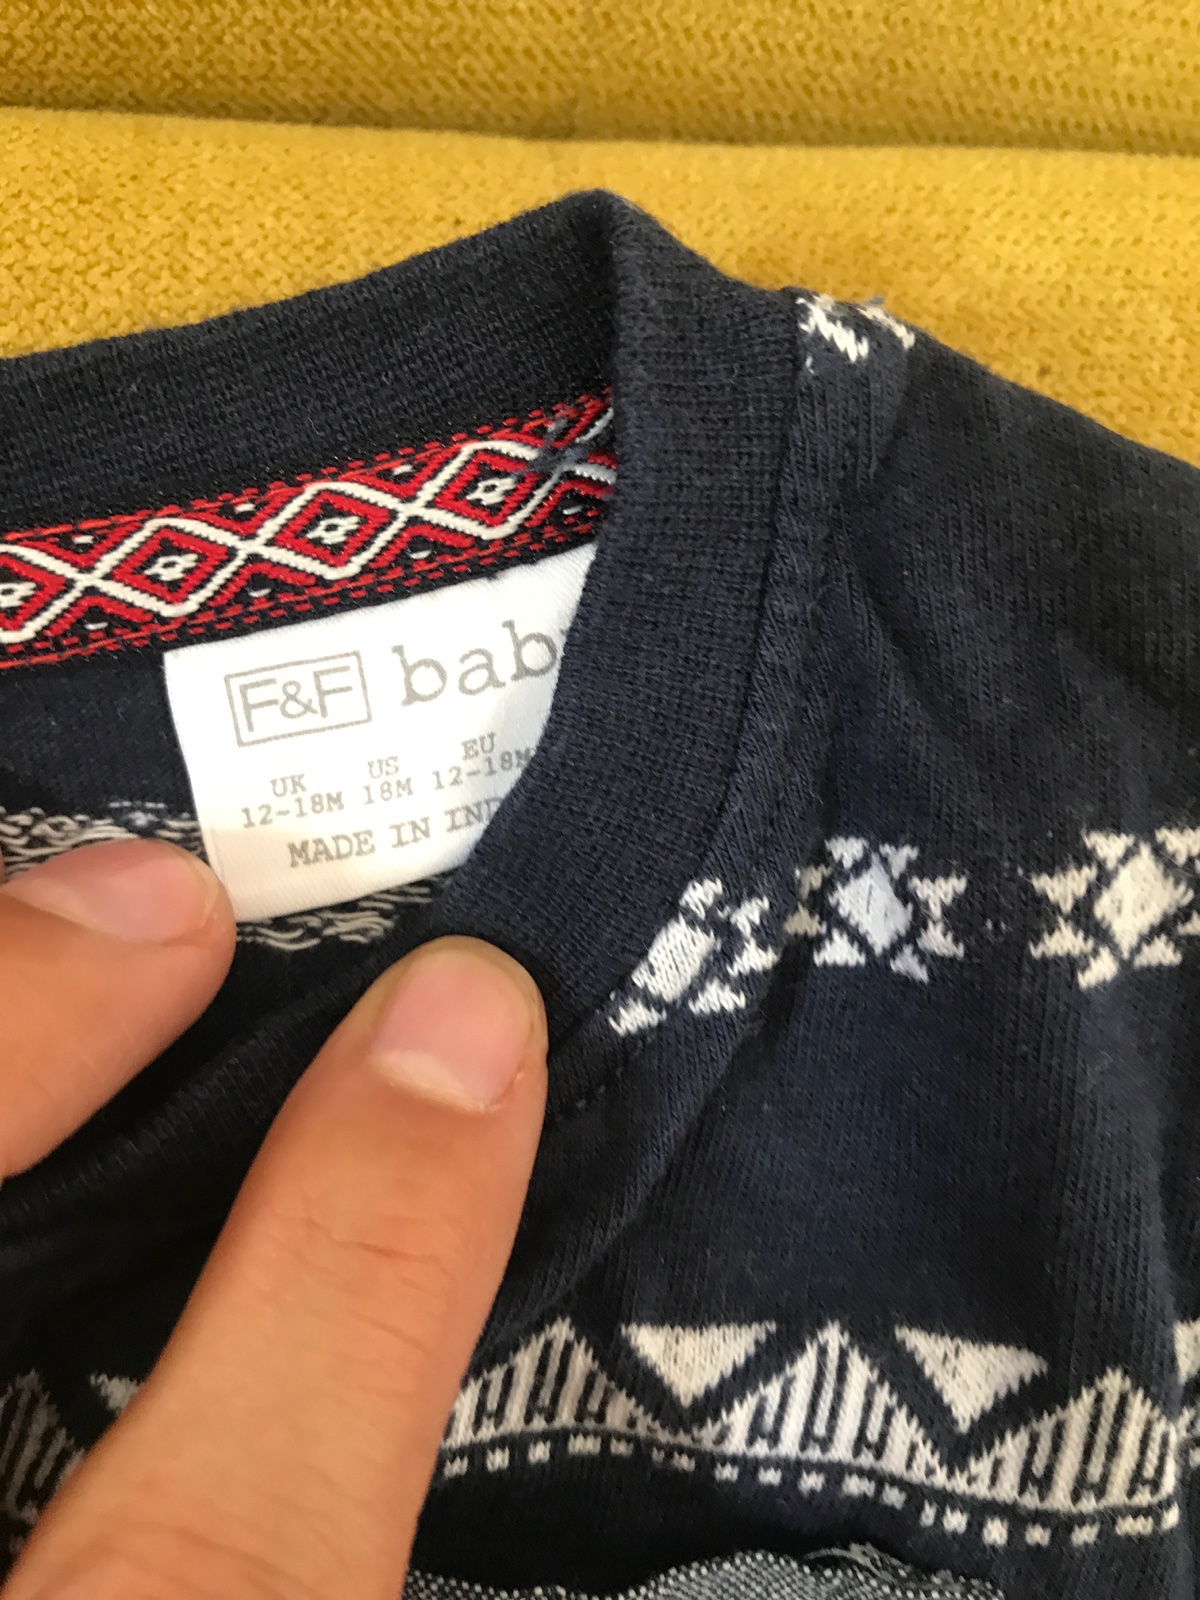 F&F bab
UK US EU
12-18M 18M 12-18M
MADE IN IND